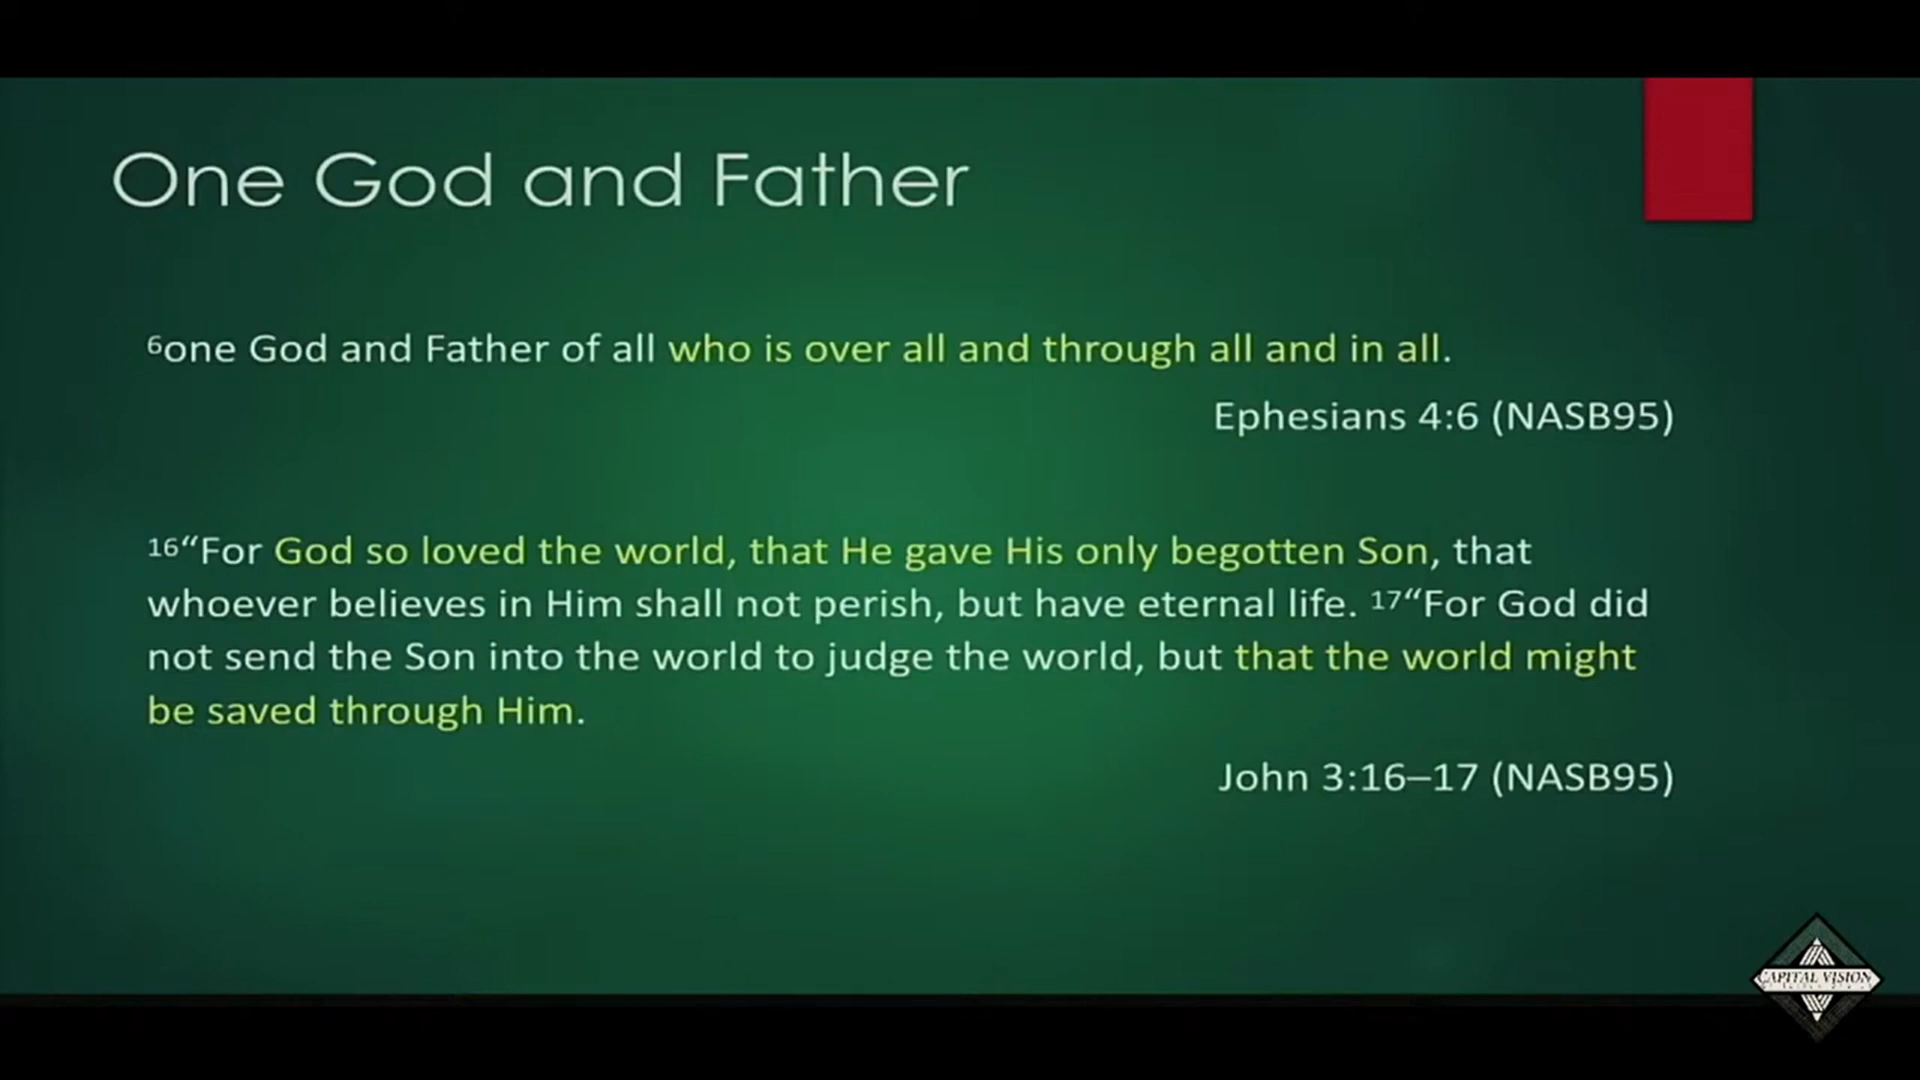 One God and Father
⁶one God and Father of all who is over all and through all and in all.
Ephesians 4:6 (NASB95)
¹⁶“For God so loved the world, that He gave His only begotten Son, that
whoever believes in Him shall not perish, but have eternal life. ¹⁷“For God did
not send the Son into the world to judge the world, but that the world might
be saved through Him.
John 3:16–17 (NASB95)
CAPITAL VISION